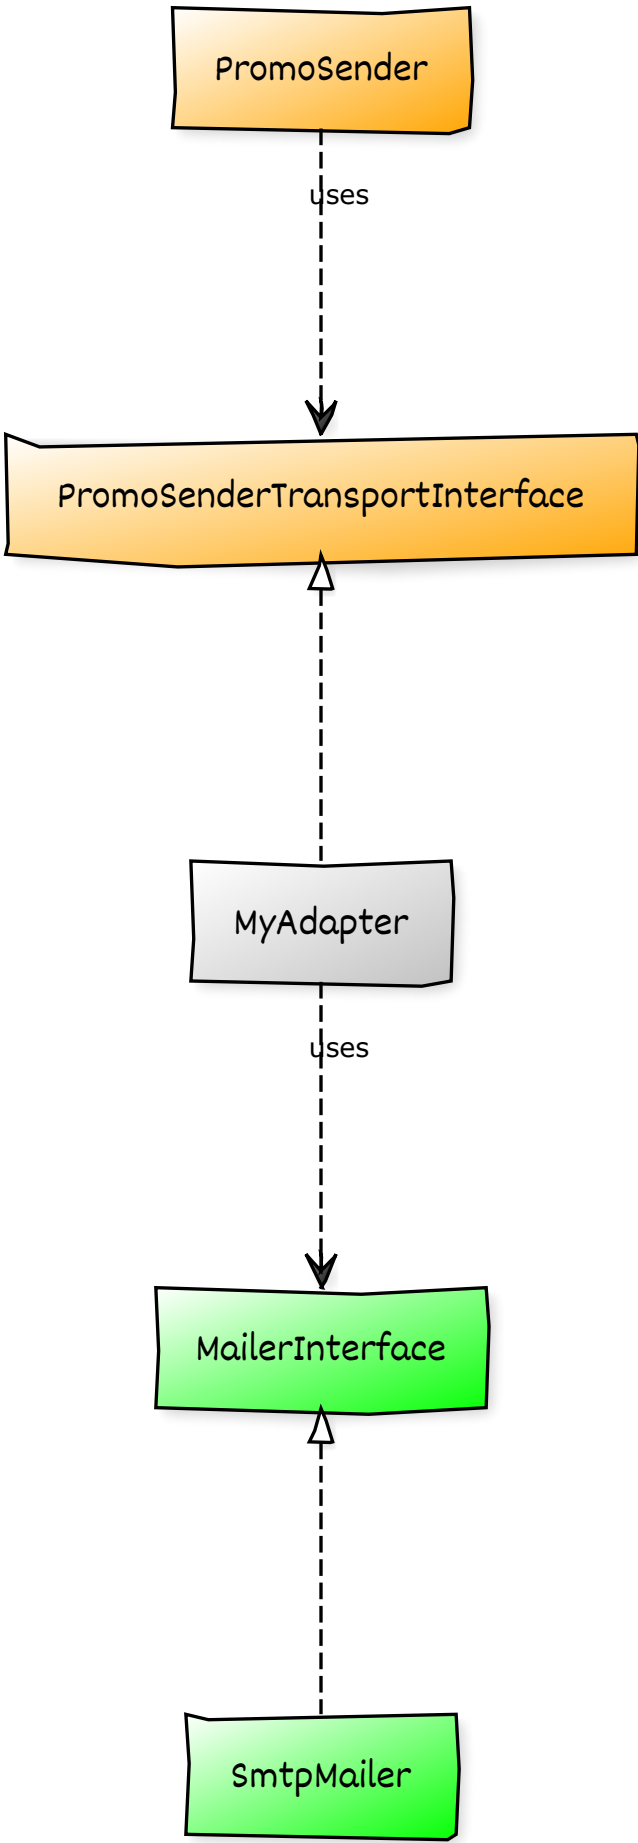 PromoSender
uses
PromoSenderTransportInterface
MyAdapter
uses
MailerInterface
SmtpMailer